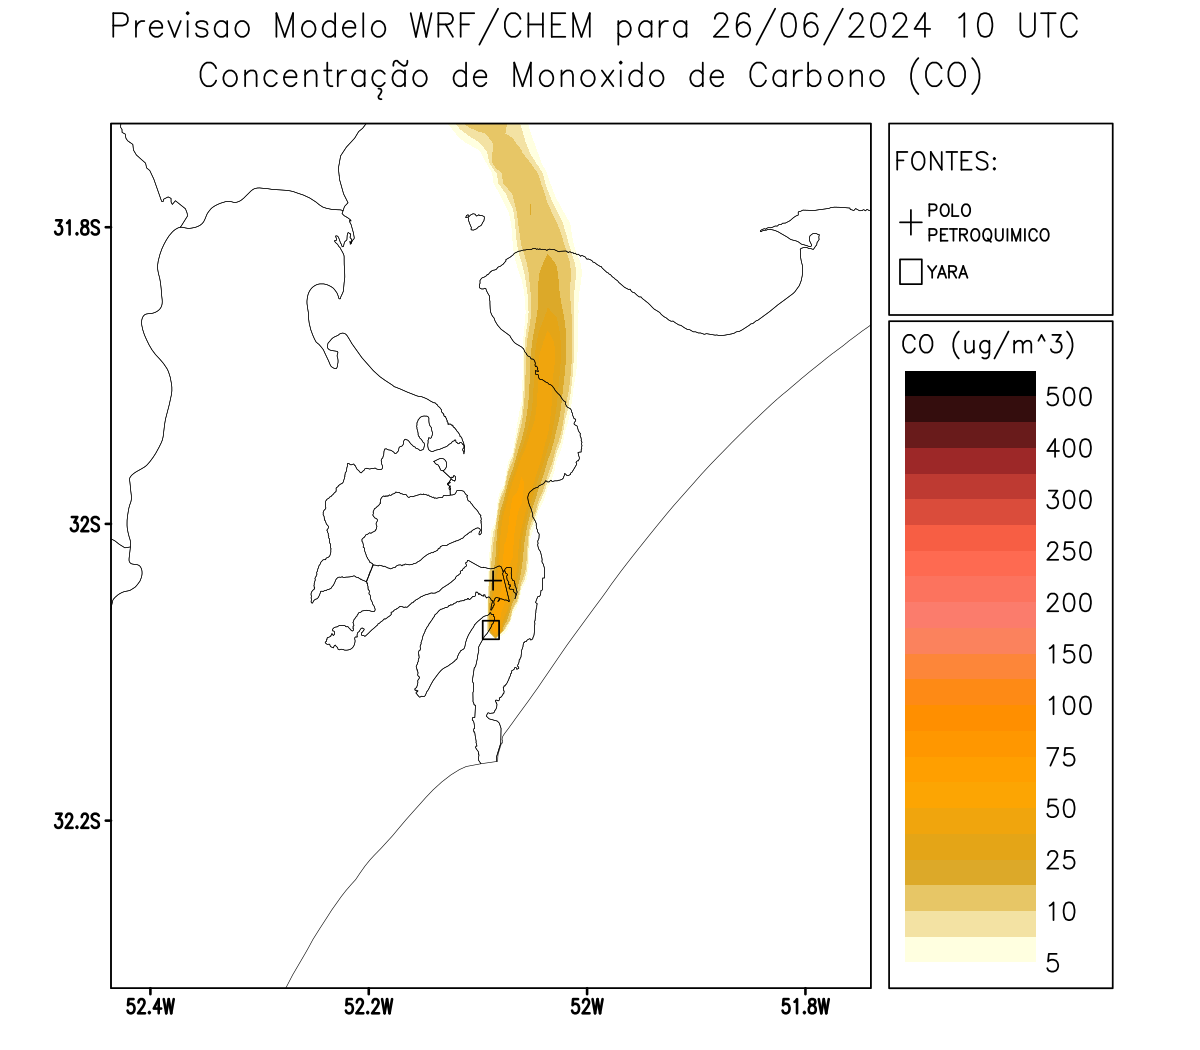 Previsao Modelo WRF/CHEM para 26/06/2024 10 UTC
Concentração de Monoxido de Carbono (CO)
FONTES:
POLO
PETROQUIMICO
YARA
31.8S
32S
32.2S
52.4W
52.2W
52W
51.8W
CO (ug/m^3)
500
400
300
250
200
150
100
75
50
25
10
5